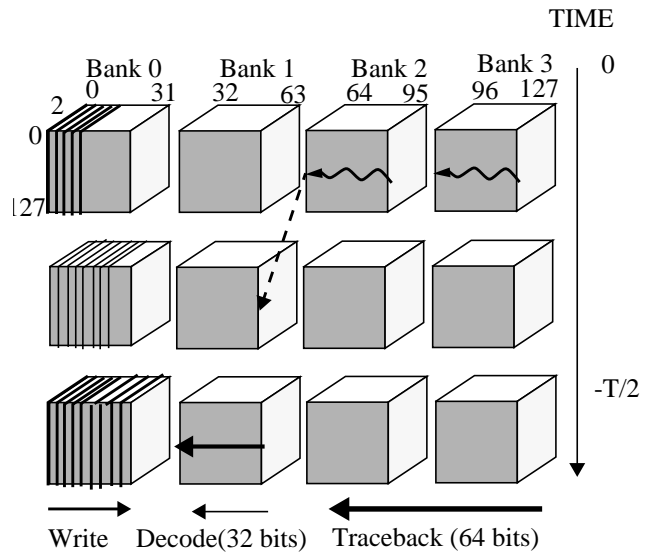 TIME
Bank 0 Bank 1 Bank 2 Bank 3
0
2 0 31 32 63 64 95 96 127
0
127
-T/2
Write Decode(32 bits) Traceback (64 bits)